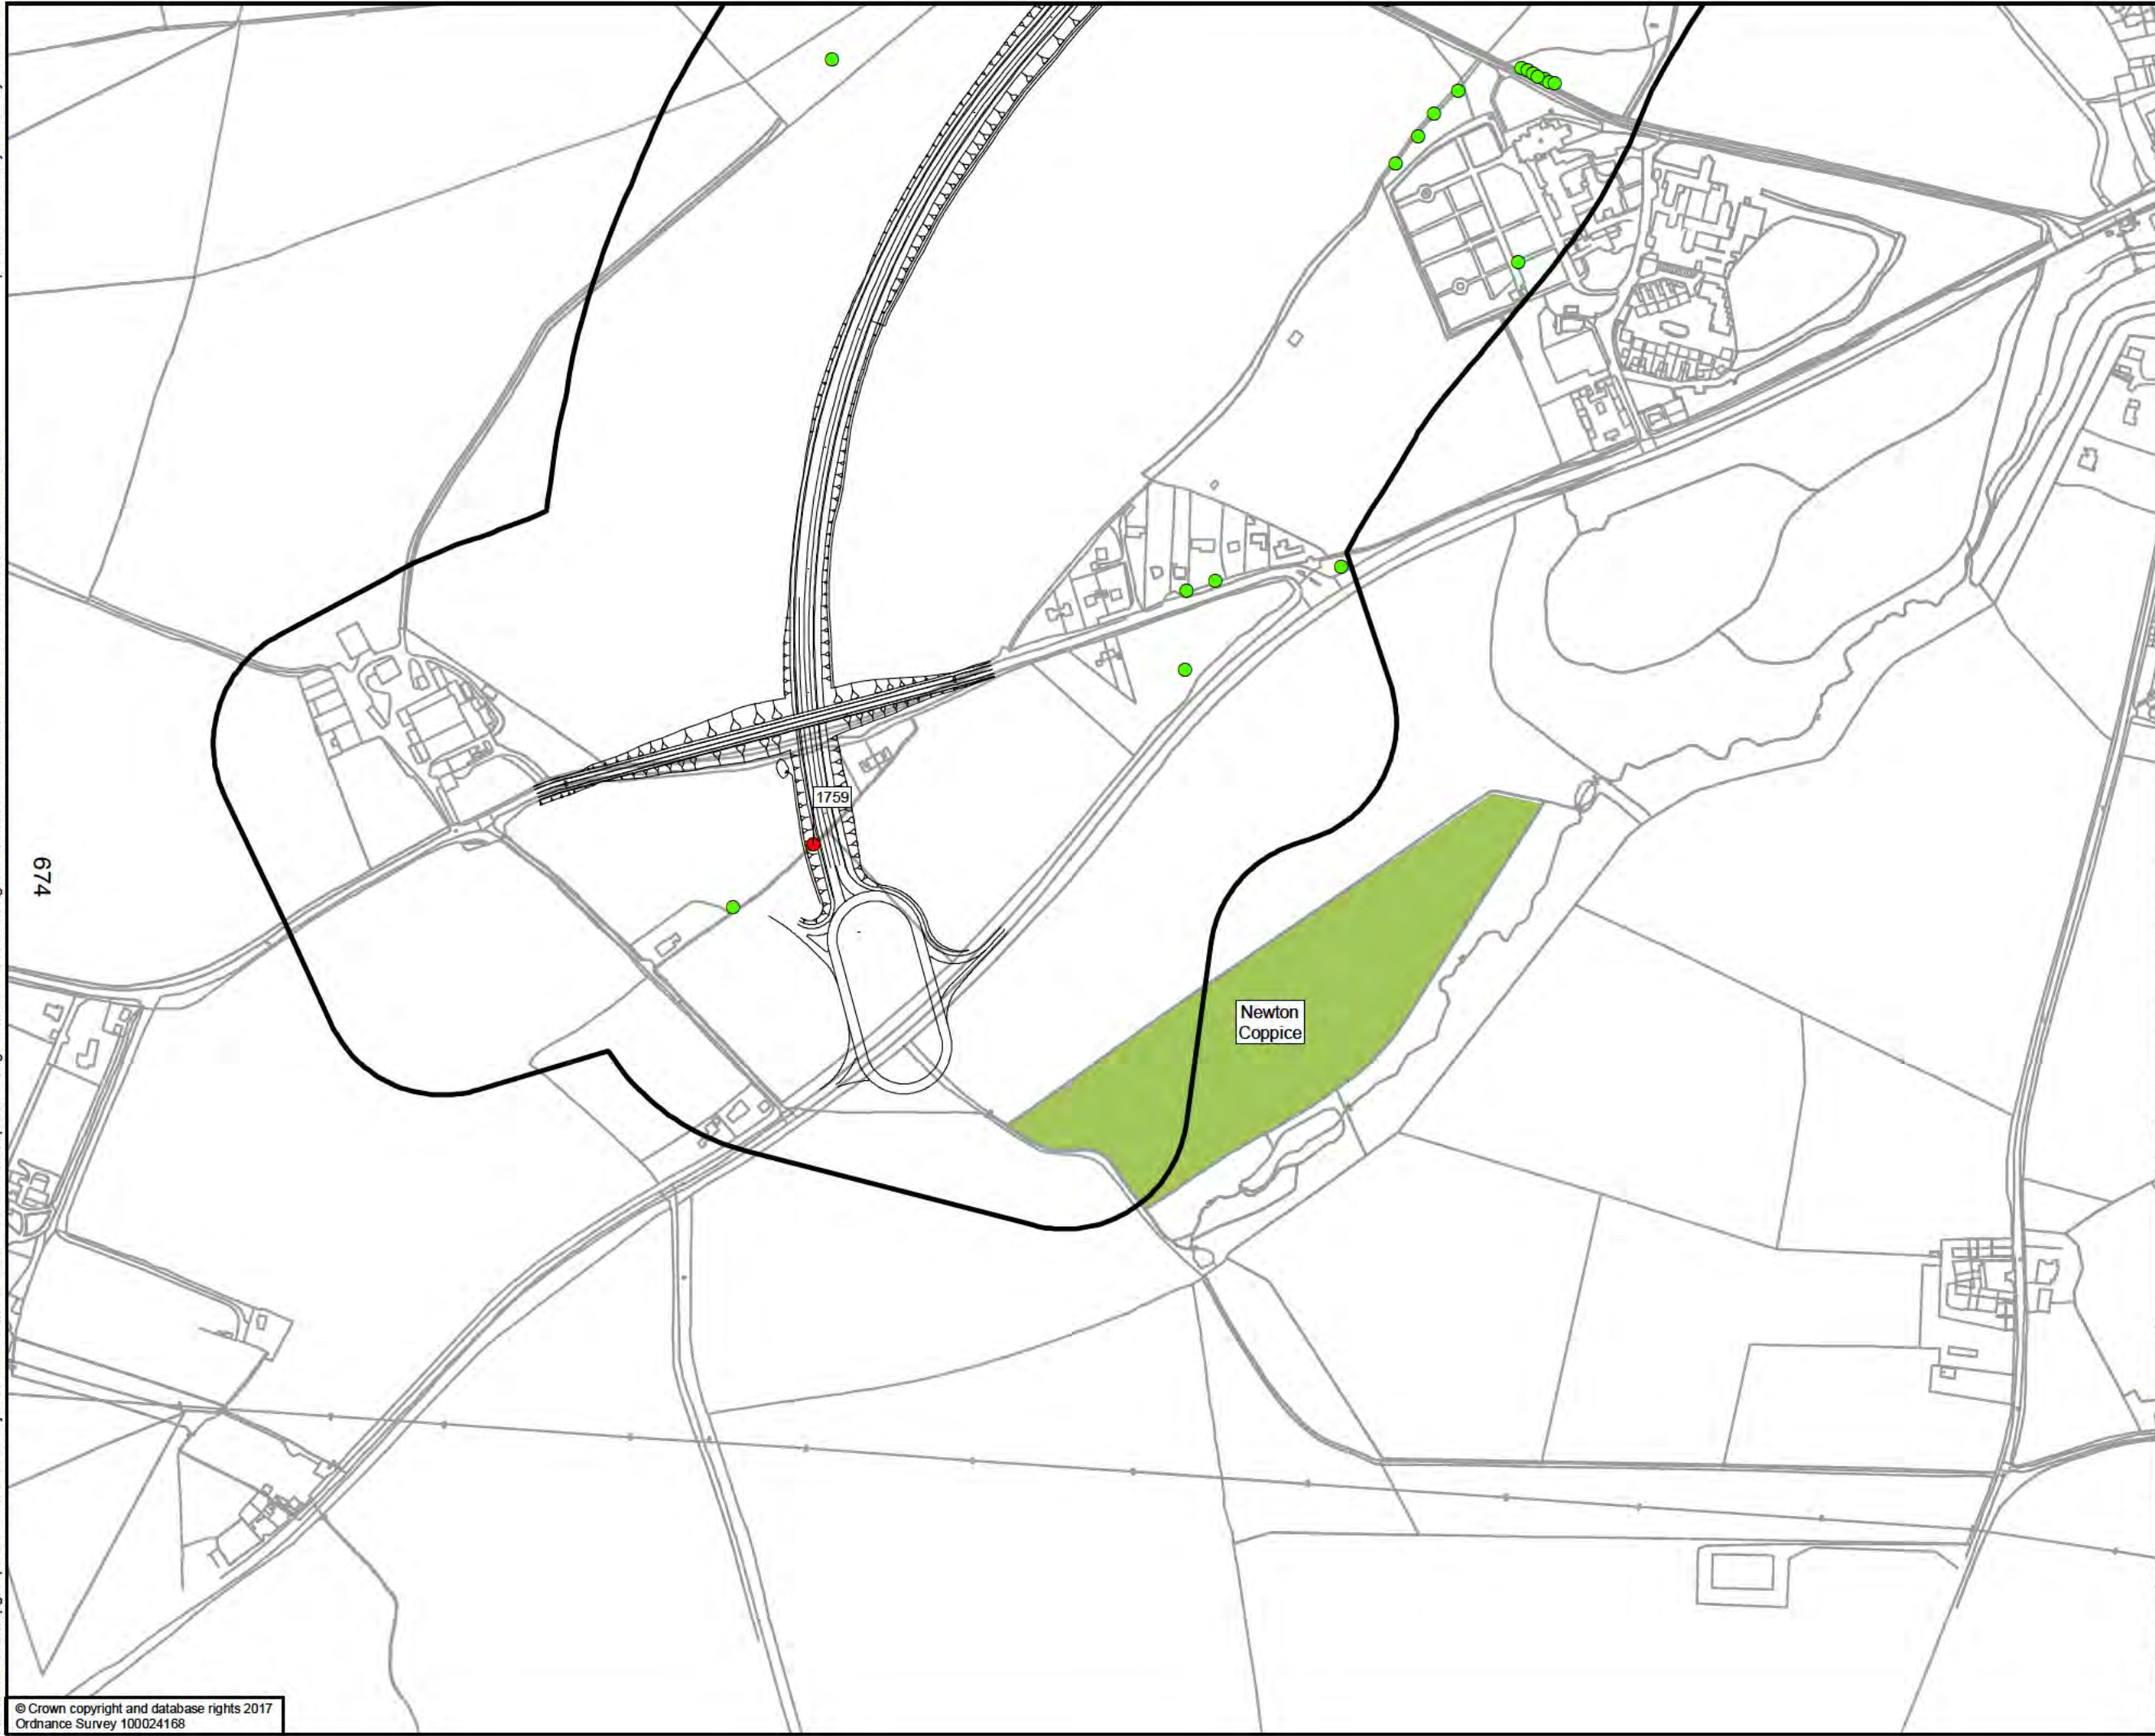 1759
674
Newton
Coppice
© Crown copyright and database rights 2017
Ordnance Survey 100024168